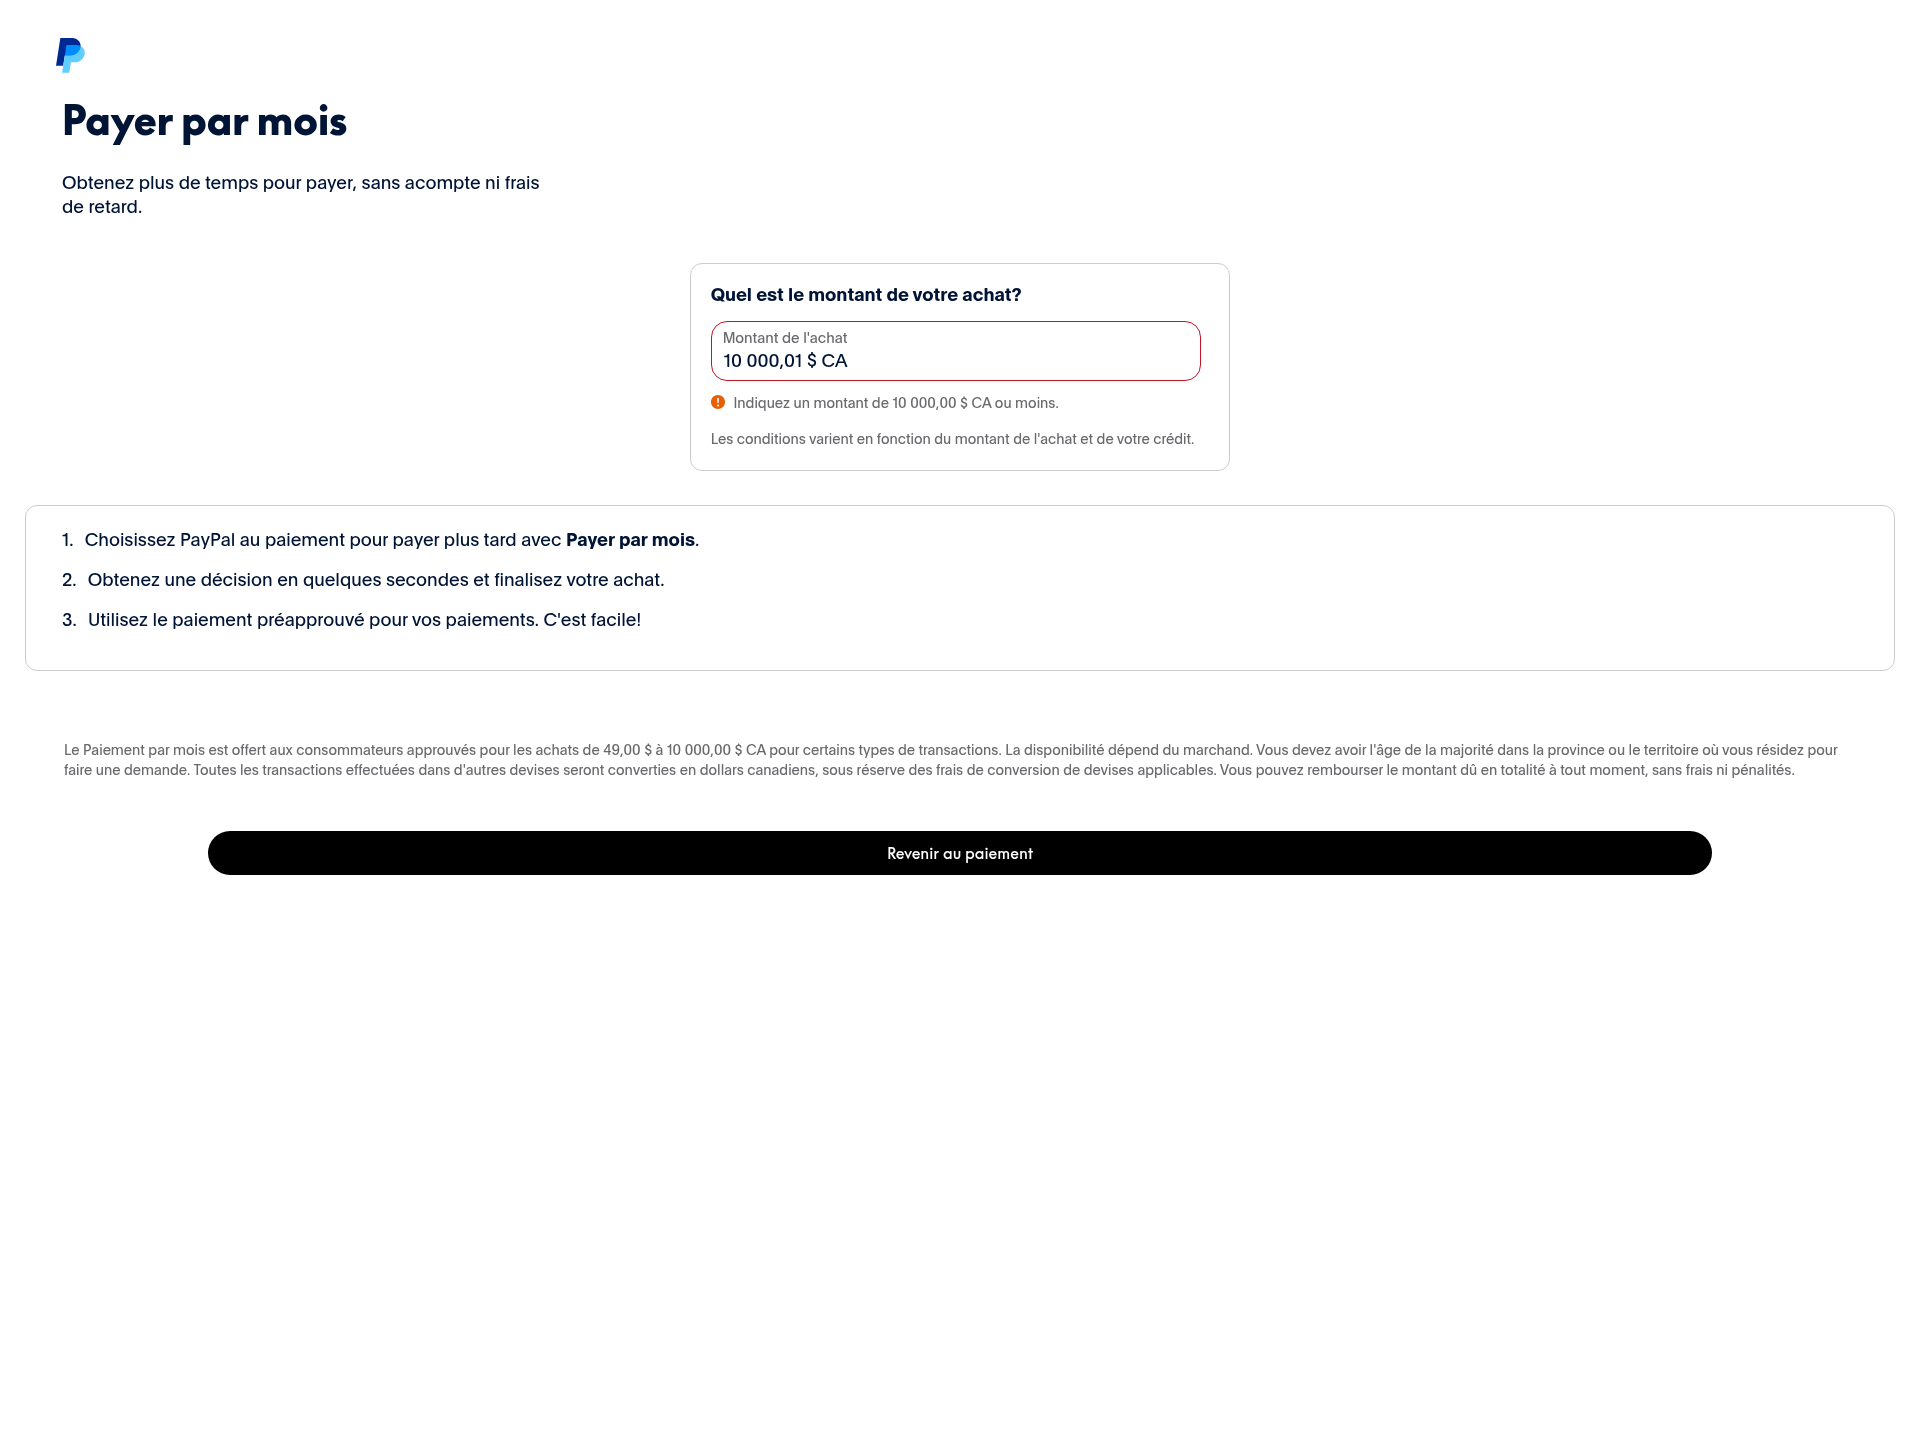 Payer par mois
Obtenez plus de temps pour payer, sans acompte ni frais
de retard.
Quel est le montant de votre achat?
Montant de l'achat
10 000,01 $ CA
Indiquez un montant de 10 000,00 $ CA ou moins.
Les conditions varient en fonction du montant de l'achat et de votre crédit.
1. Choisissez PayPal au paiement pour payer plus tard avec Payer par mois.
2. Obtenez une décision en quelques secondes et finalisez votre achat.
3. Utilisez le paiement préapprouvé pour vos paiements. C'est facile!
Le Paiement par mois est offert aux consommateurs approuvés pour les achats de 49,00 $ à 10 000,00 $ CA pour certains types de transactions. La disponibilité dépend du marchand. Vous devez avoir l'âge de la majorité dans la province ou le territoire où vous résidez pour
faire une demande. Toutes les transactions effectuées dans d'autres devises seront converties en dollars canadiens, sous réserve des frais de conversion de devises applicables. Vous pouvez rembourser le montant dû en totalité à tout moment, sans frais ni pénalités.
Revenir au paiement